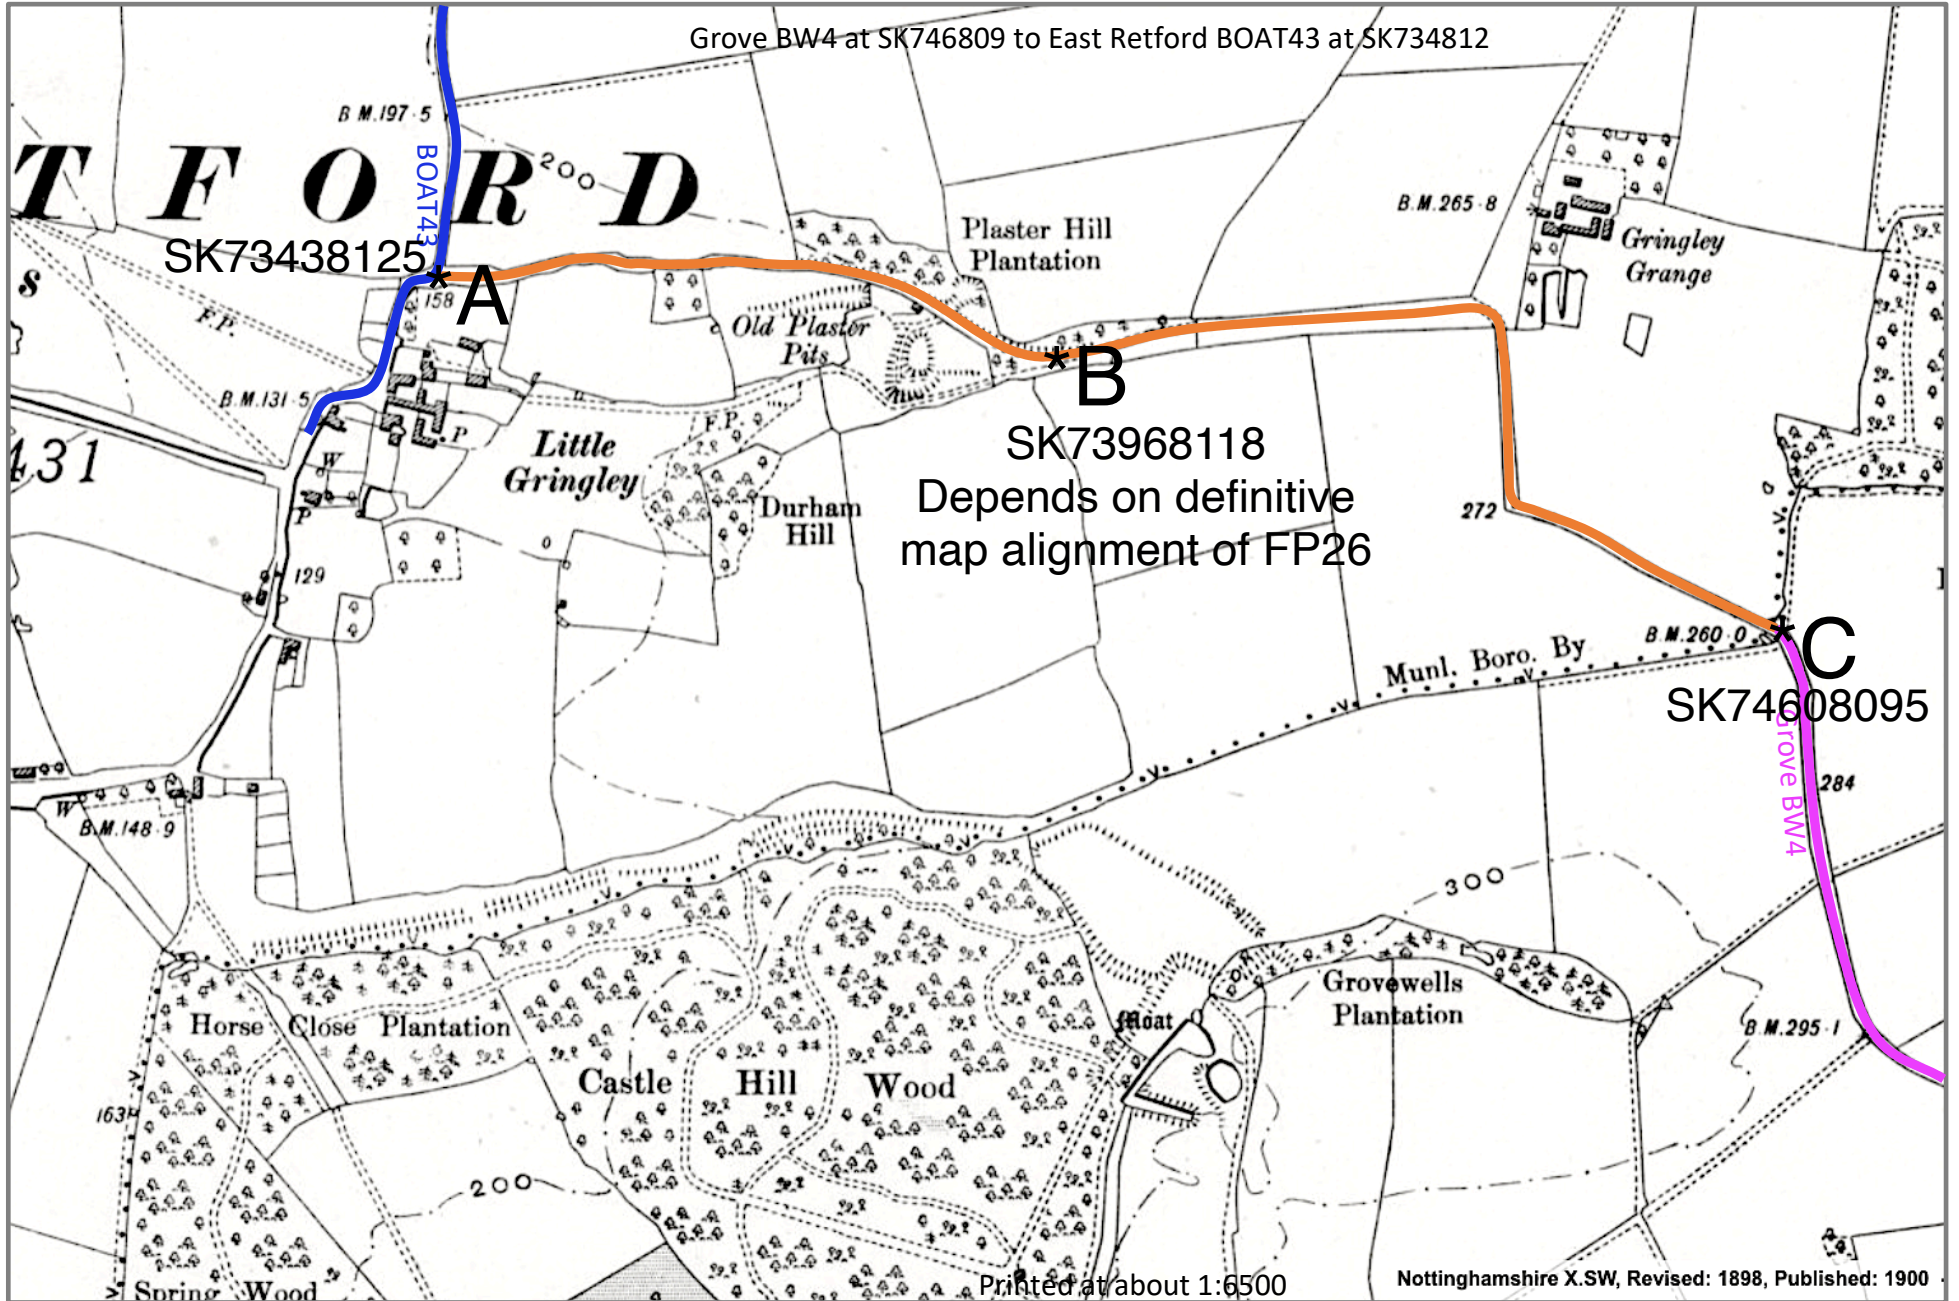 Grove BW4 at SK746809 to East Retford BOAT43 at SK734812
B.M.197·5
BOAT43
TFORD
200
B.M.265·8
Plaster Hill
Plantation
Gringley
Grange
SK73438125
A
158
s
F.P.
Old Plaster
Pits
B
SK73968118
Depends on definitive
map alignment of FP26
B.M.131·5
F.P.
P
431
W
Little
Gringley
Durham
Hill
P
272
129
B.M.260·0
C
Munl. Boro. By
SK74608095
Grove BW4
284
W
B.M.148·9
300
Grovewells
Plantation
Moat
B.M.295·1
Horse Close Plantation
Castle Hill Wood
163
200
Spring Wood
Printed at about 1:6500
Nottinghamshire X.SW, Revised: 1898, Published: 1900